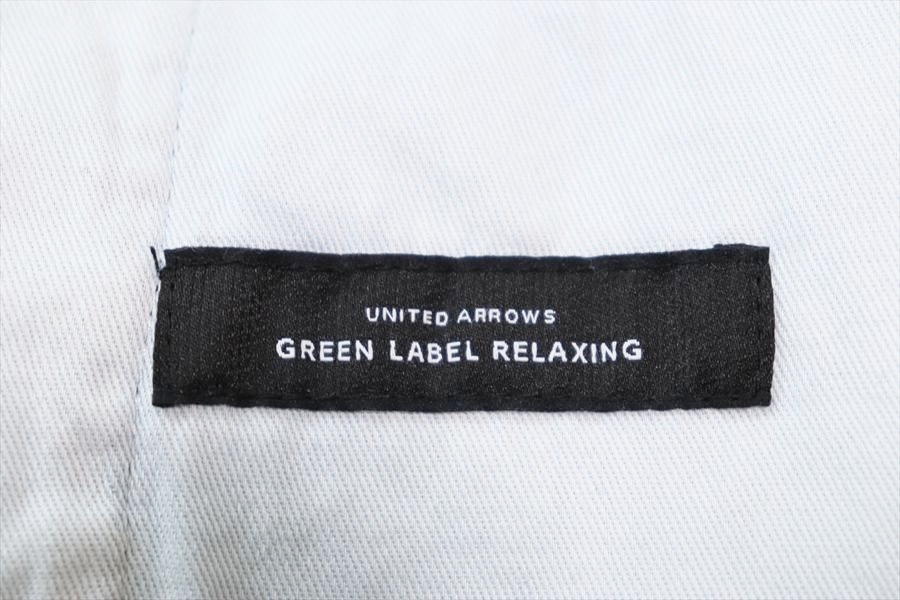 UNITED ARROWS
GREEN LABEL RELAXING